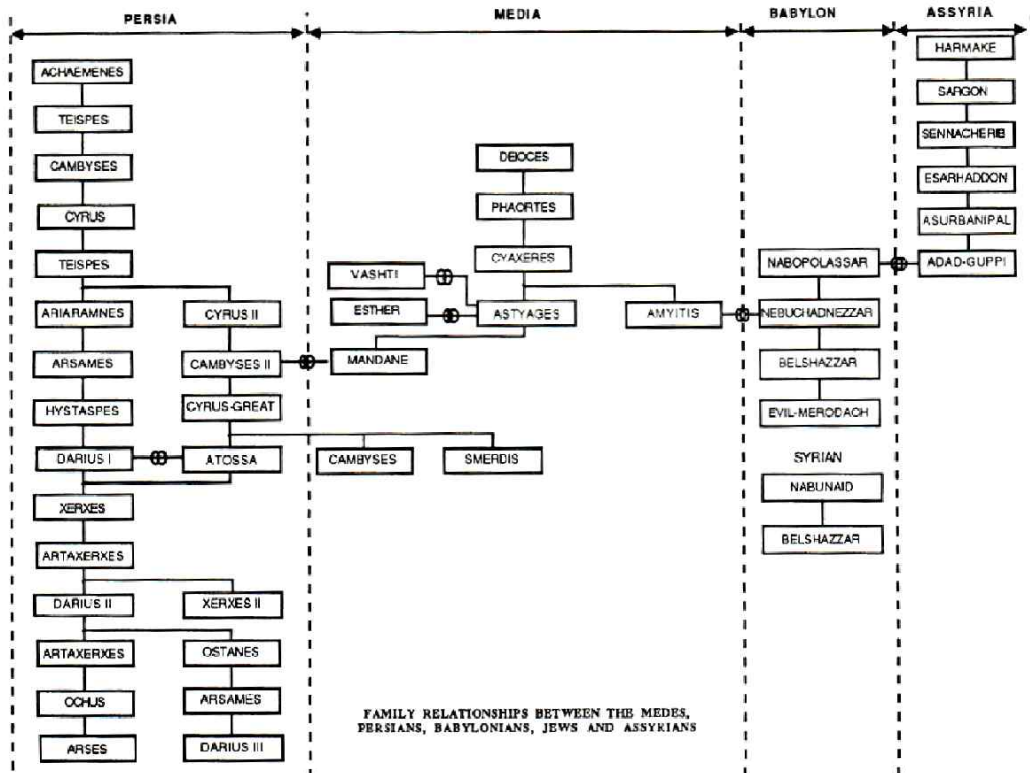 PERSIA
MEDIA
BABYLON
ASSYRIA
ACHAEMENES
TEISPES
CAMBYSES
CYRUS
TEISPES
ARIARAMNES
CYRUS II
ARSAMES
CAMBYSES II
HYSTASPES
CYRUS-GREAT
DARIUS I
ATOSSA
CAMBYSES
SMERDIS
XERXES
ARTAXERXES
DARIUS II
XERXES II
ARTAXERXES
OSTANES
OCHUS
ARSAMES
ARSES
DARIUS III
DEIOCES
PHAORTES
CYAXERES
VASHTI
ESTHER
ASTYAGES
AMYITIS
MANDANE
NABOPOLASSAR
NEBUCHADNEZZAR
BELSHAZZAR
EVIL-MERODACH
SYRIAN
NABUNAID
BELSHAZZAR
HARMAKE
SARGON
SENNACHERIB
ESARHADDON
ASURBANIPAL
ADAD-GUPPI
FAMILY RELATIONSHIPS BETWEEN THE MEDES,
PERSIANS, BABYLONIANS, JEWS AND ASSYRIANS